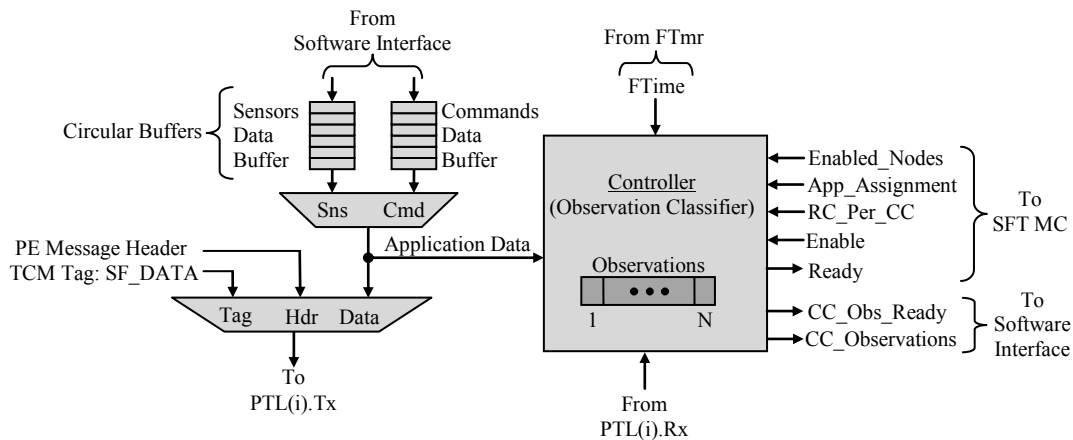 From
Software Interface
From FTmr
FTime
Circular Buffers
Sensors
Data
Buffer
Commands
Data
Buffer
Sns Cmd
Application Data
PE Message Header
TCM Tag: SF_DATA
Tag Hdr Data
To
PTL(i).Tx
Controller
(Observation Classifier)
Observations
1 N
From
PTL(i).Rx
Enabled_Nodes
App_Assignment
RC_Per_CC
Enable
Ready
To
SFT MC
CC_Obs_Ready
CC_Observations
To
Software
Interface